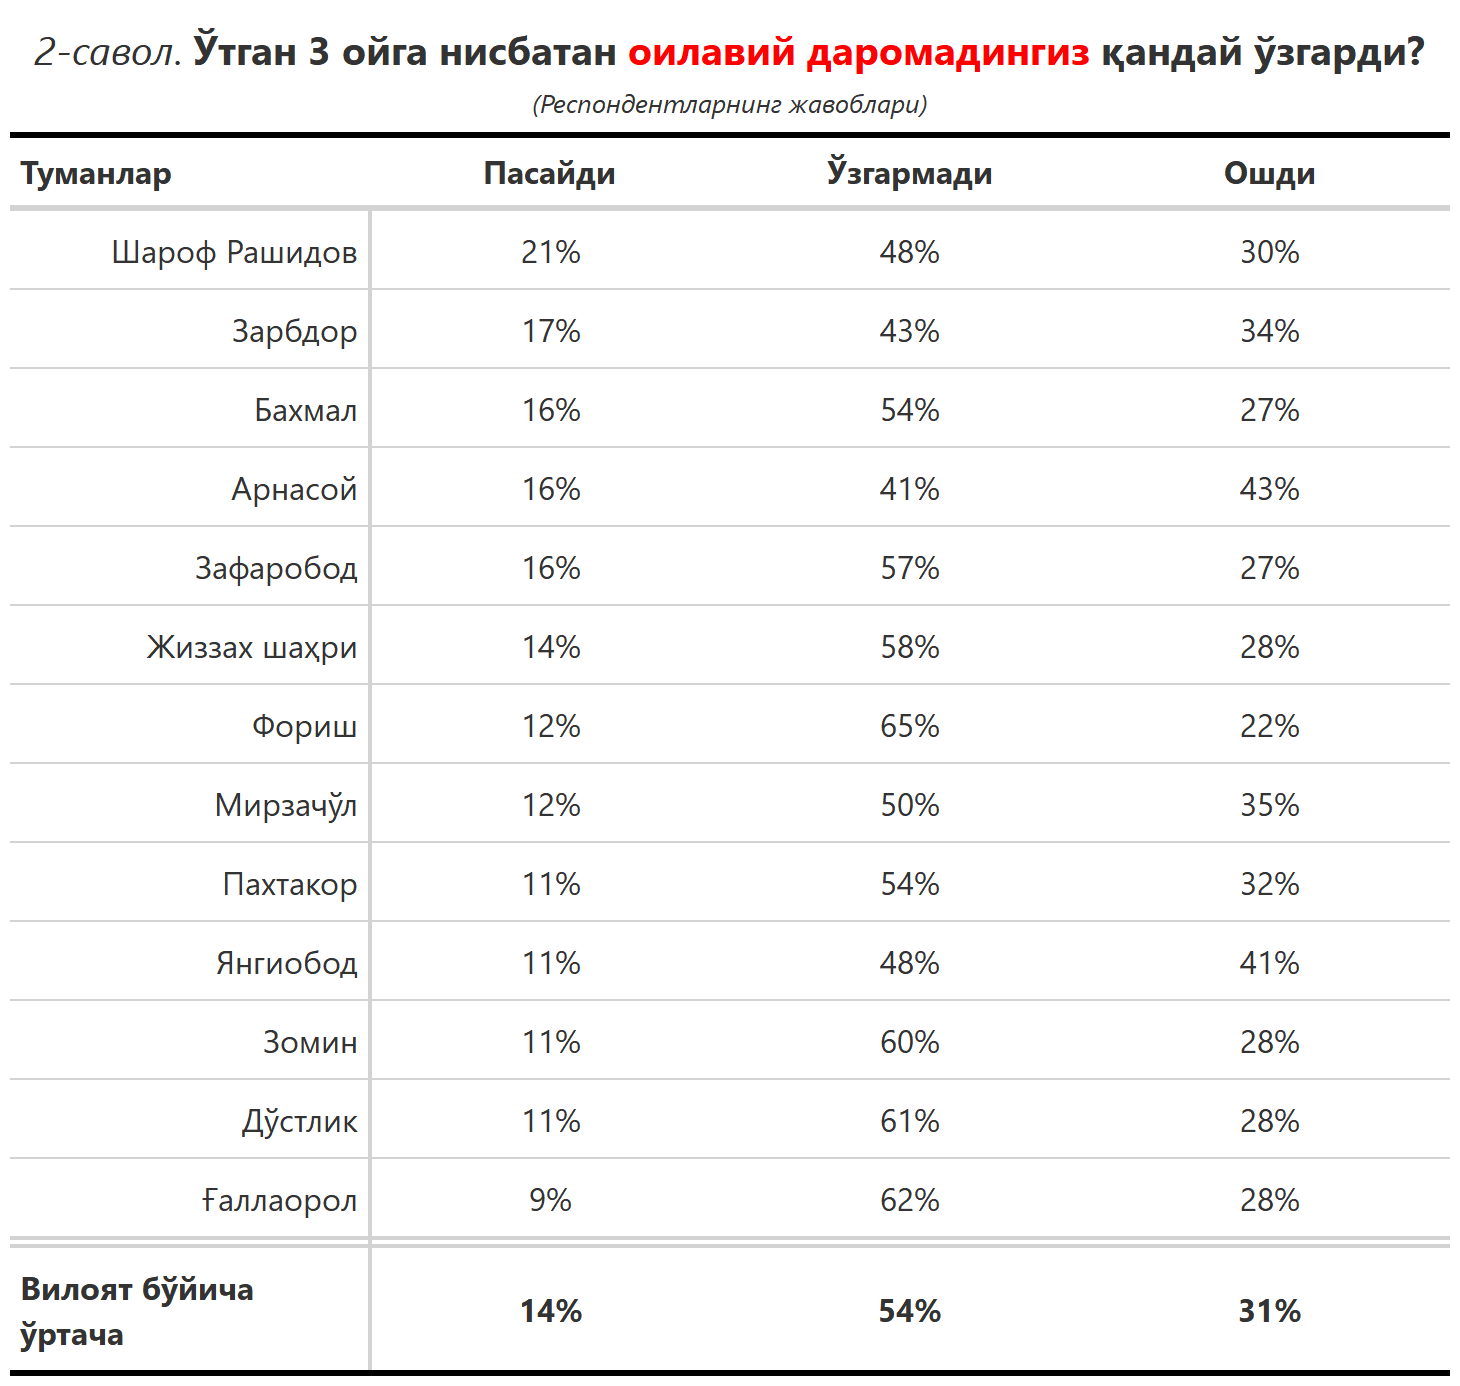 2-савол. Ўтган 3 ойга нисбатан оилавий даромадингиз қандай ўзгарди?
(Респондентларнинг жавоблари)
Туманлар Пасайди Ўзгармади Ошди
Шароф Рашидов 21% 48% 30%
Зарбдор 17% 43% 34%
Бахмал 16% 54% 27%
Арнасой 16% 41% 43%
Зафаробод 16% 57% 27%
Жиззах шаҳри 14% 58% 28%
Фориш 12% 65% 22%
Мирзачўл 12% 50% 35%
Пахтакор 11% 54% 32%
Янгиобод 11% 48% 41%
Зомин 11% 60% 28%
Дўстлик 11% 61% 28%
Ғаллаорол 9% 62% 28%
Вилоят бўйича
ўртача 14% 54% 31%